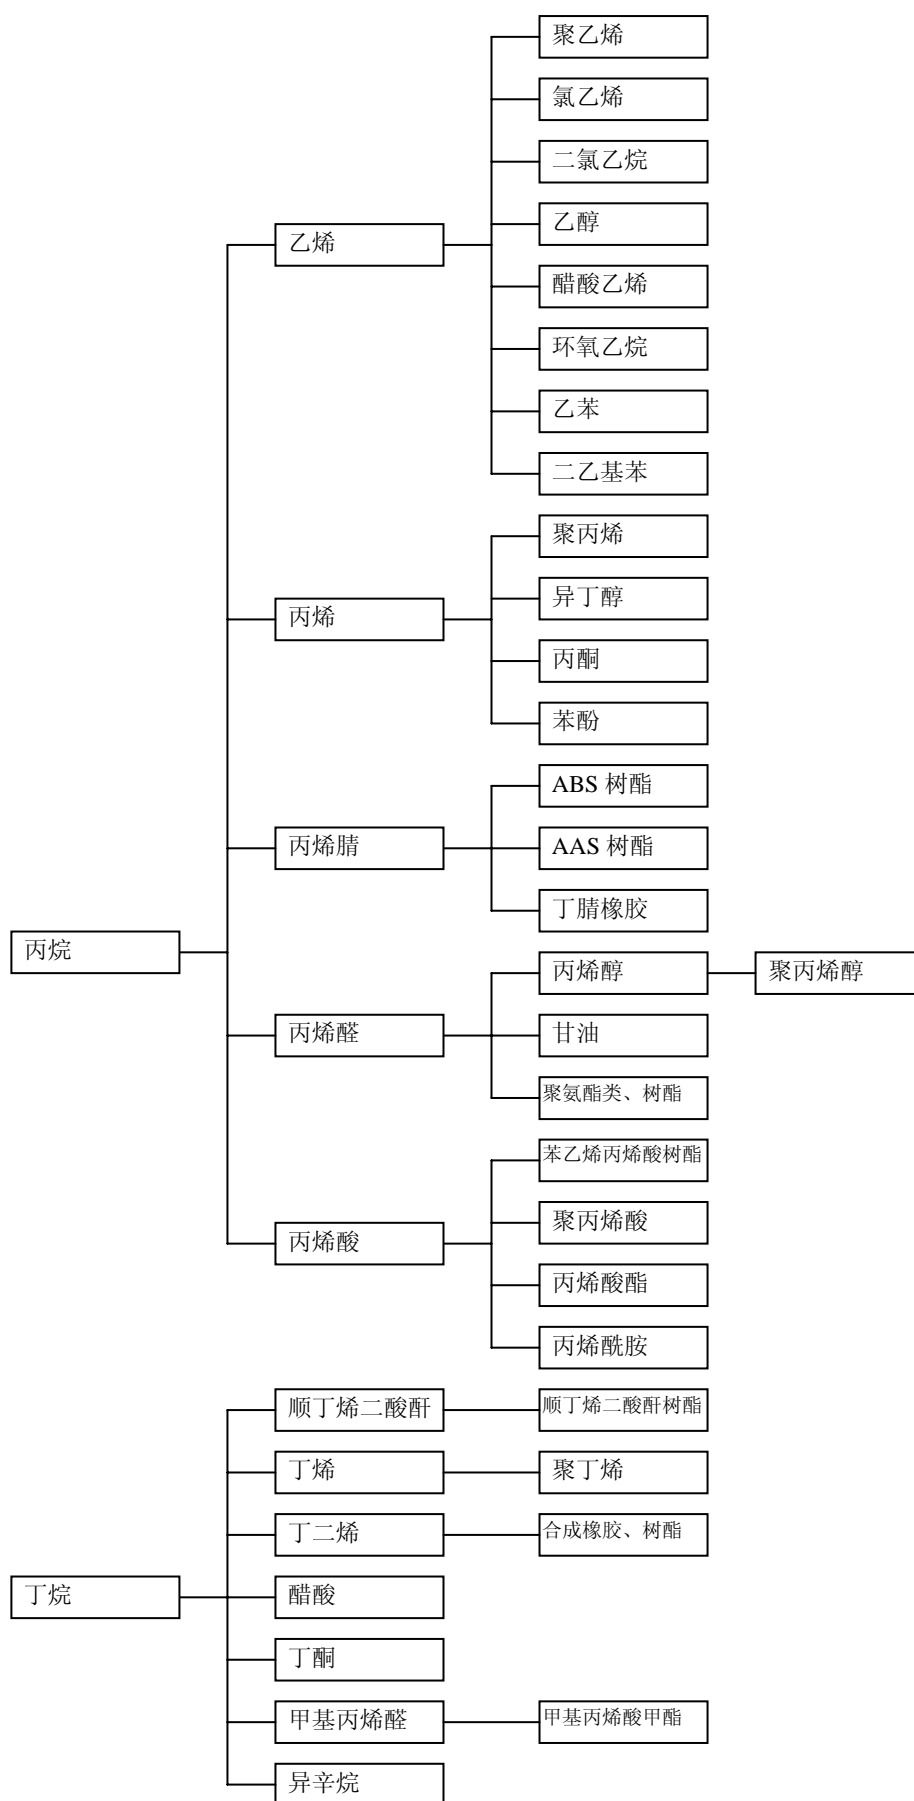 聚乙烯
氯乙烯
二氯乙烷
乙醇
乙烯
醋酸乙烯
环氧乙烷
乙苯
二乙基苯
聚丙烯
异丁醇
丙烯
丙酮
苯酚
ABS 树酯
丙烯腈
AAS 树酯
丁腈橡胶
丙烷
丙烯醇
聚丙烯醇
丙烯醛
甘油
聚氨酯类、树酯
苯乙烯丙烯酸树酯
聚丙烯酸
丙烯酸
丙烯酸酯
丙烯酰胺
顺丁烯二酸酐
顺丁烯二酸酐树酯
丁烯
聚丁烯
丁二烯
合成橡胶、树酯
丁烷
醋酸
丁酮
甲基丙烯醛
甲基丙烯酸甲酯
异辛烷